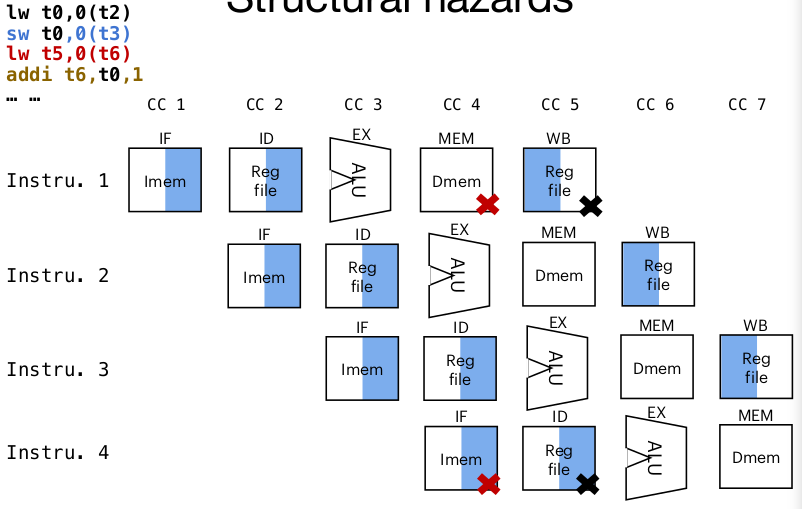 Structural hazards
lw t0,0(t2)
sw t0,0(t3)
lw t5,0(t6)
addi t6,t0,1
… …
CC 1 CC 2 CC 3 CC 4 CC 5 CC 6 CC 7
IF ID EX MEM WB
Instru. 1 Imem Reg file ALU Dmem Reg file
IF ID EX MEM WB
Instru. 2 Imem Reg file ALU Dmem Reg file
IF ID EX MEM WB
Instru. 3 Imem Reg file ALU Dmem Reg file
IF ID EX MEM
Instru. 4 Imem Reg file ALU Dmem